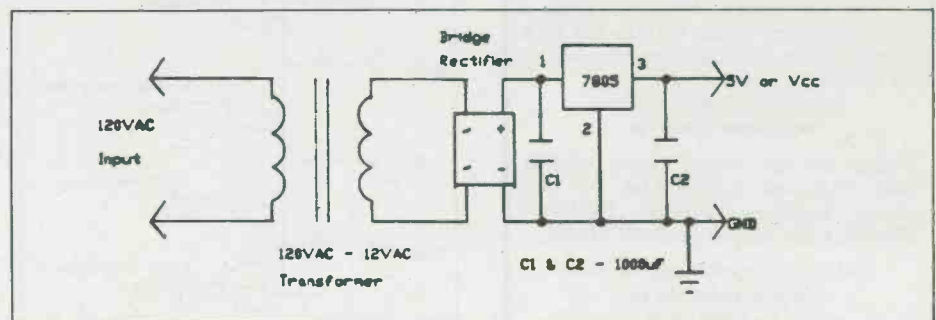 Bridge
Rectifier
1
7805
3
5V or Vcc
120VAC
Input
2
C1
C2
GND
120VAC - 12VAC
Transformer
C1 & C2 - 1000uF